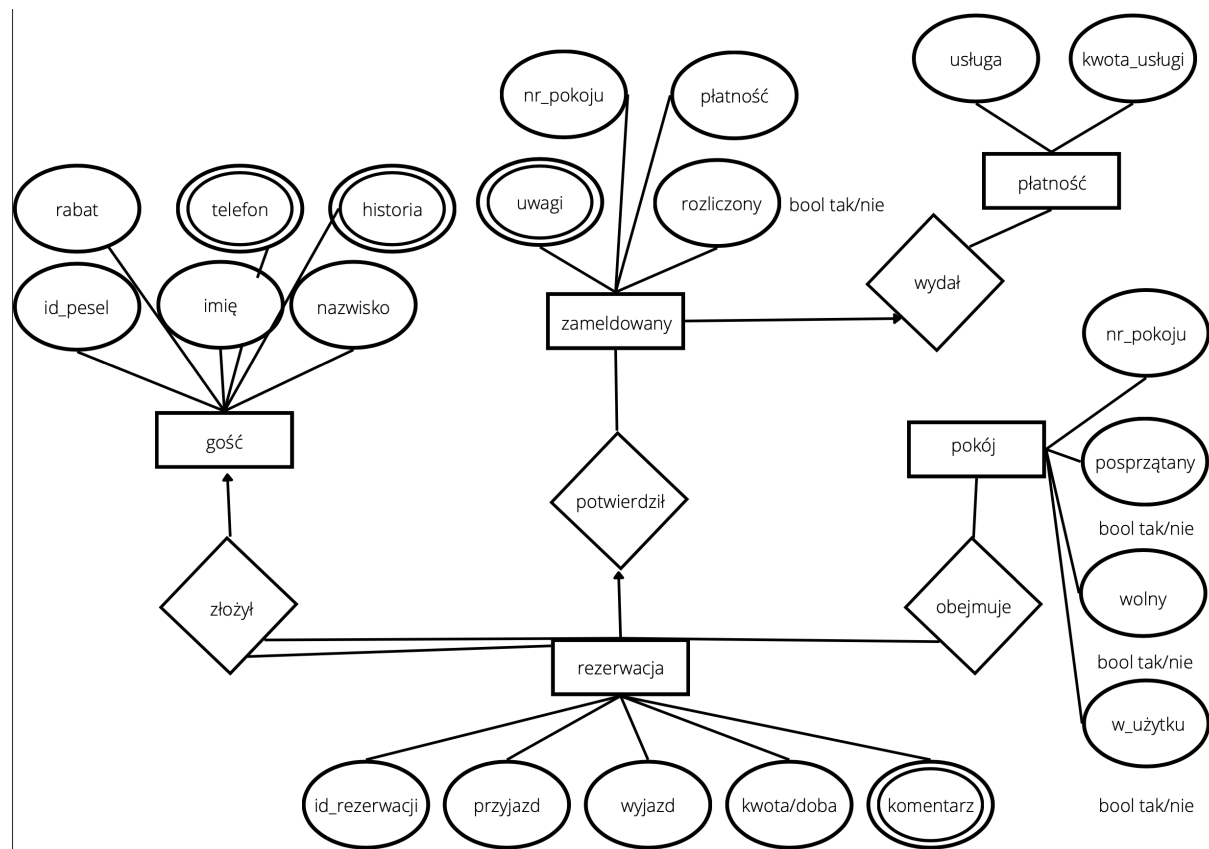 usługa
kwota_usługi
nr_pokoju
płatność
płatność
rabat
telefon
historia
uwagi
rozliczony
bool tak/nie
id_pesel
imię
nazwisko
zameldowany
wydał
nr_pokoju
gość
pokój
posprzątany
potwierdził
bool tak/nie
złożył
obejmuje
wolny
rezerwacja
bool tak/nie
w_użytku
id_rezerwacji
przyjazd
wyjazd
kwota/doba
komentarz
bool tak/nie